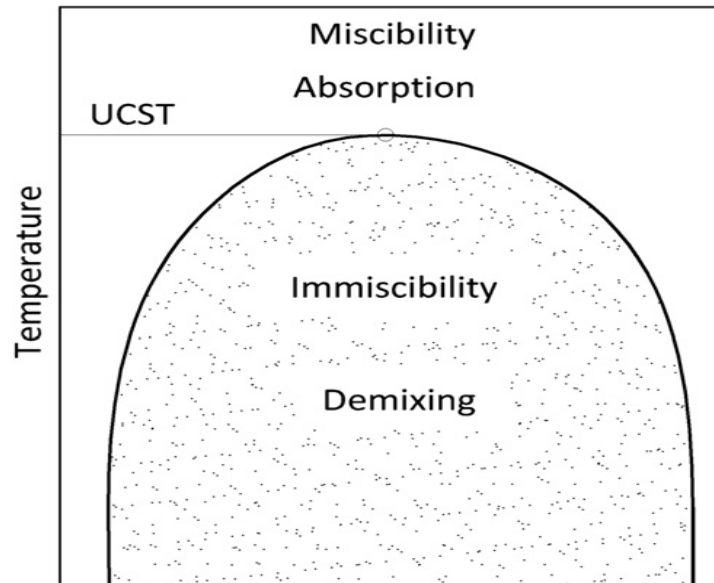 Miscibility
Absorption
UCST
Temperature
Immiscibility
Demixing